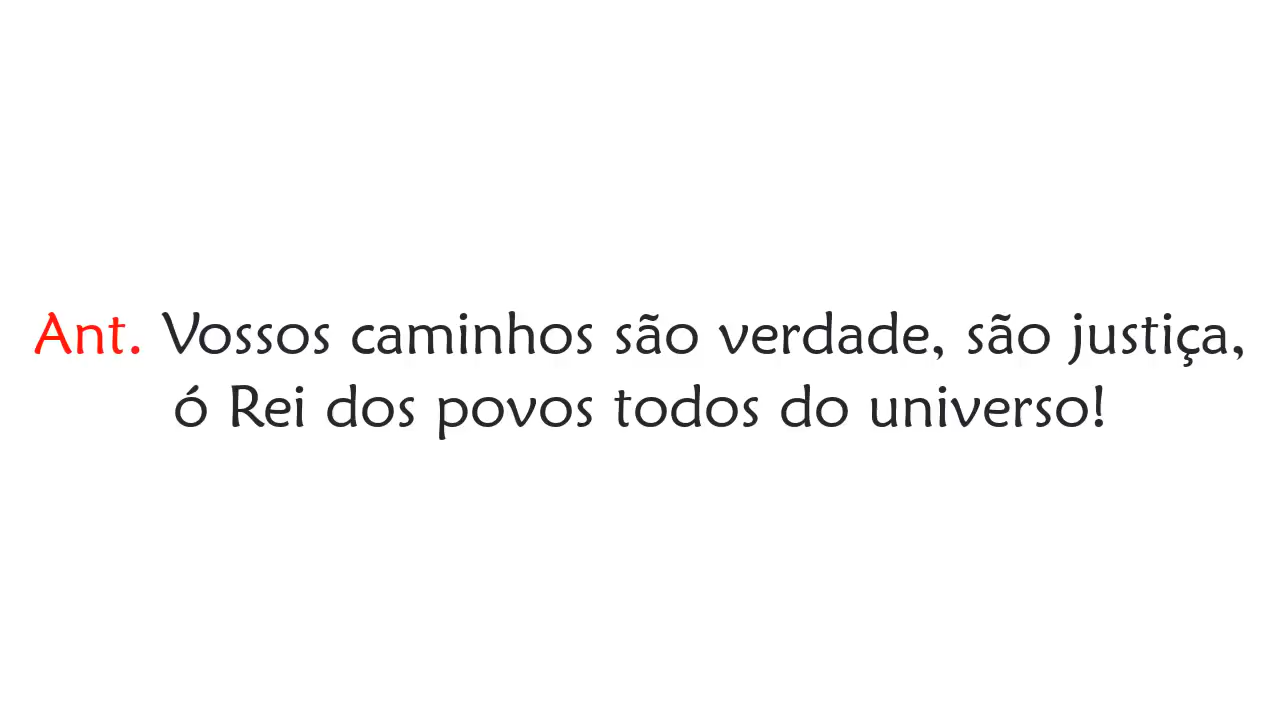 Ant. Vossos caminhos são verdade, são justiça,
ó Rei dos povos todos do universo!